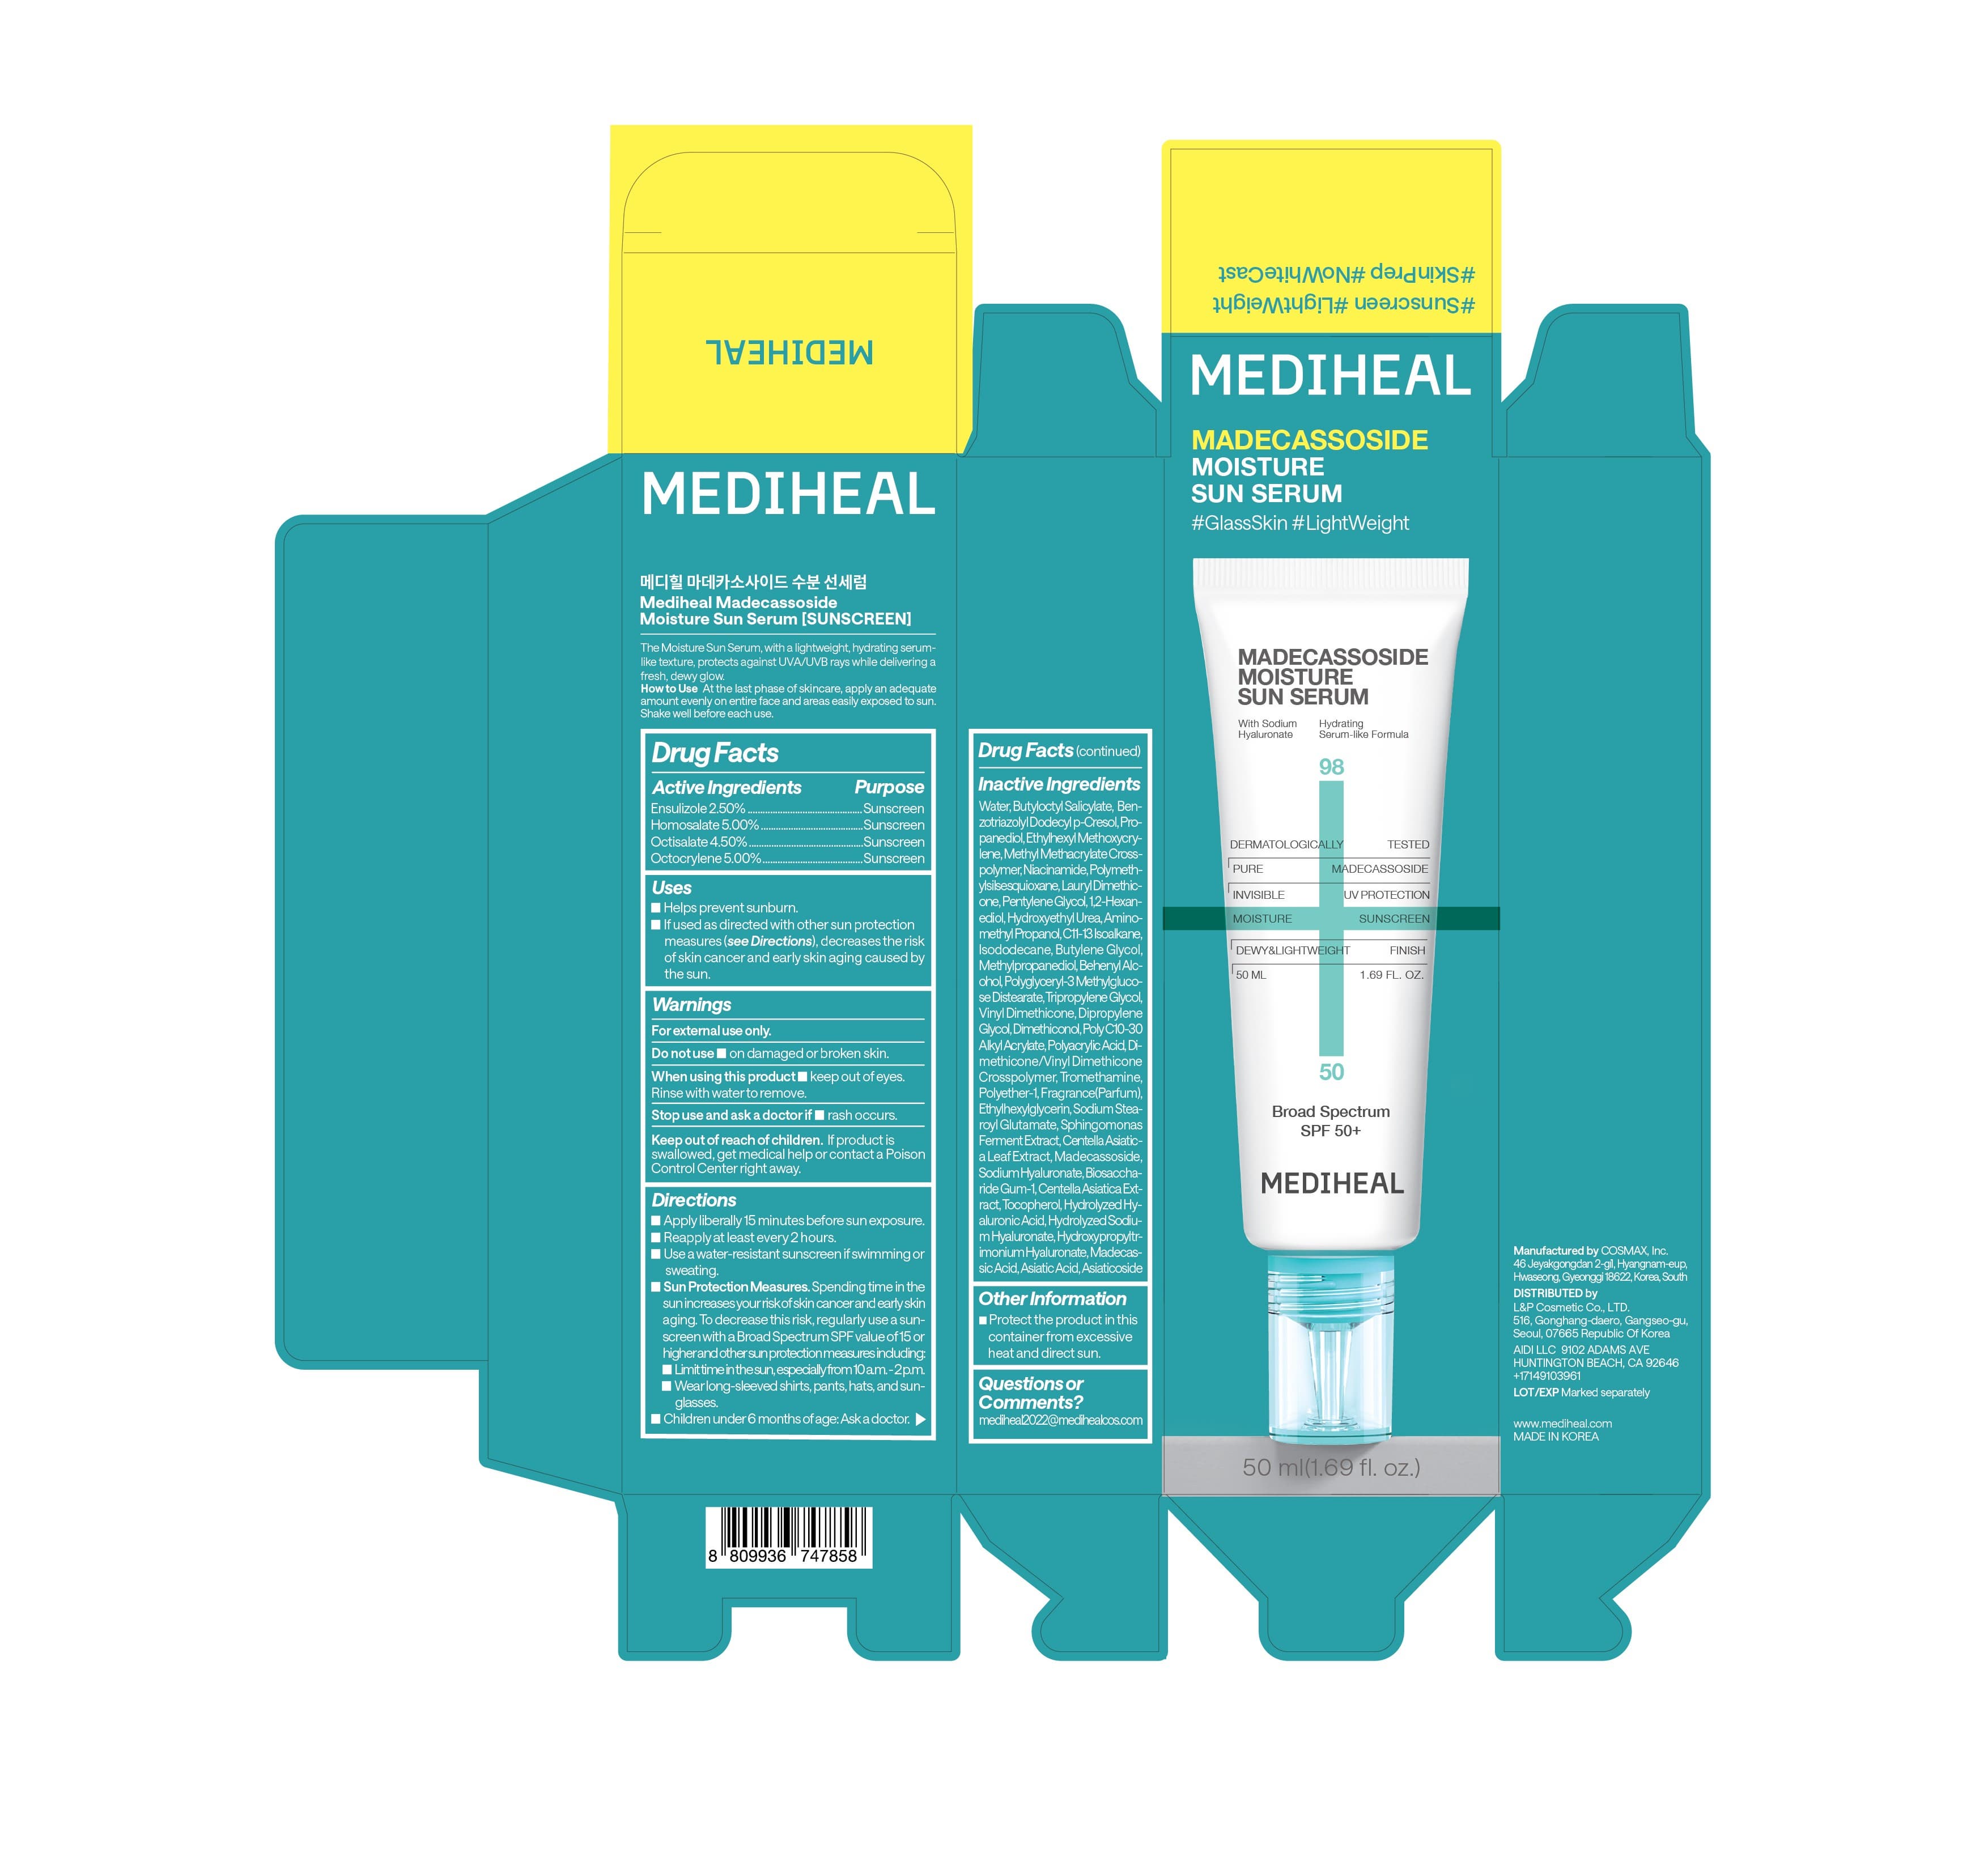 MEDIHEAL
MEDIHEAL
메디힐 마데카소사이드 수분 선세럼
Mediheal Madecassoside
Moisture Sun Serum [SUNSCREEN]
The Moisture Sun Serum, with a lightweight, hydrating serum-
like texture, protects against UVA/UVB rays while delivering a
fresh, dewy glow.
How to Use At the last phase of skincare, apply an adequate
amount evenly on entire face and areas easily exposed to sun.
Shake well before each use.
Drug Facts
Active Ingredients Purpose
Ensulizole 2.50% ............................................... Sunscreen
Homosalate 5.00% .......................................... Sunscreen
Octisalate 4.50% ............................................... Sunscreen
Octocrylene 5.00% .......................................... Sunscreen
Uses
■ Helps prevent sunburn.
■ If used as directed with other sun protection
measures (see Directions), decreases the risk
of skin cancer and early skin aging caused by
the sun.
Warnings
For external use only.
Do not use ■ on damaged or broken skin.
When using this product ■ keep out of eyes.
Rinse with water to remove.
Stop use and ask a doctor if ■ rash occurs.
Keep out of reach of children. If product is
swallowed, get medical help or contact a Poison
Control Center right away.
Directions
■ Apply liberally 15 minutes before sun exposure.
■ Reapply at least every 2 hours.
■ Use a water-resistant sunscreen if swimming or
sweating.
■ Sun Protection Measures. Spending time in the
sun increases your risk of skin cancer and early skin
aging. To decrease this risk, regularly use a sun-
screen with a Broad Spectrum SPF value of 15 or
higher and other sun protection measures including:
■ Limit time in the sun, especially from 10 a.m. - 2 p.m.
■ Wear long-sleeved shirts, pants, hats, and sun-
glasses.
■ Children under 6 months of age: Ask a doctor. ▶
8 809936 747858
Drug Facts (continued)
Inactive Ingredients
Water, Butyloctyl Salicylate, Ben-
zotriazolyl Dodecyl p-Cresol, Pro-
panediol, Ethylhexyl Methoxycry-
lene, Methyl Methacrylate Cross-
polymer, Niacinamide, Polymeth-
ylsilsesquioxane, Lauryl Dimethic-
one, Pentylene Glycol, 1,2-Hexan-
ediol, Hydroxyethyl Urea, Amino-
methyl Propanol, C11-13 Isoalkane,
Isododecane, Butylene Glycol,
Methylpropanediol, Behenyl Alc-
ohol, Polyglyceryl-3 Methylgluco-
se Distearate, Tripropylene Glycol,
Vinyl Dimethicone, Dipropylene
Glycol, Dimethiconol, Poly C10-30
Alkyl Acrylate, Polyacrylic Acid, Di-
methicone/Vinyl Dimethicone
Crosspolymer, Tromethamine,
Polyether-1, Fragrance(Parfum),
Ethylhexylglycerin, Sodium Stea-
royl Glutamate, Sphingomonas
Ferment Extract, Centella Asiatic-
a Leaf Extract, Madecassoside,
Sodium Hyaluronate, Biosaccha-
ride Gum-1, Centella Asiatica Ext-
ract, Tocopherol, Hydrolyzed Hy-
aluronic Acid, Hydrolyzed Sodiu-
m Hyaluronate, Hydroxypropyltr-
imonium Hyaluronate, Madecas-
sic Acid, Asiatic Acid, Asiaticoside
Other Information
■ Protect the product in this
container from excessive
heat and direct sun.
Questions or
Comments?
mediheal2022@medihealcos.com
#Sunscreen #LightWeight
#SkinPrep #NoWhiteCast
MEDIHEAL
MADECASSOSIDE
MOISTURE
SUN SERUM
#GlassSkin #LightWeight
MADECASSOSIDE
MOISTURE
SUN SERUM
With Sodium Hydrating
Hyaluronate Serum-like Formula
98
DERMATOLOGICALLY TESTED
PURE MADECASSOSIDE
INVISIBLE UV PROTECTION
MOISTURE SUNSCREEN
DEWY&LIGHTWEIGHT FINISH
50 ML 1.69 FL. OZ.
50
Broad Spectrum
SPF 50+
MEDIHEAL
50 ml(1.69 fl. oz.)
Manufactured by COSMAX, Inc.
46 Jeyakgongdan 2-gil, Hyangnam-eup,
Hwaseong, Gyeonggi 18622, Korea, South
DISTRIBUTED by
L&P Cosmetic Co., LTD.
516, Gonghang-daero, Gangseo-gu,
Seoul, 07665 Republic Of Korea
AIDI LLC 9102 ADAMS AVE
HUNTINGTON BEACH, CA 92646
+17149103961
LOT/EXP Marked separately
www.mediheal.com
MADE IN KOREA